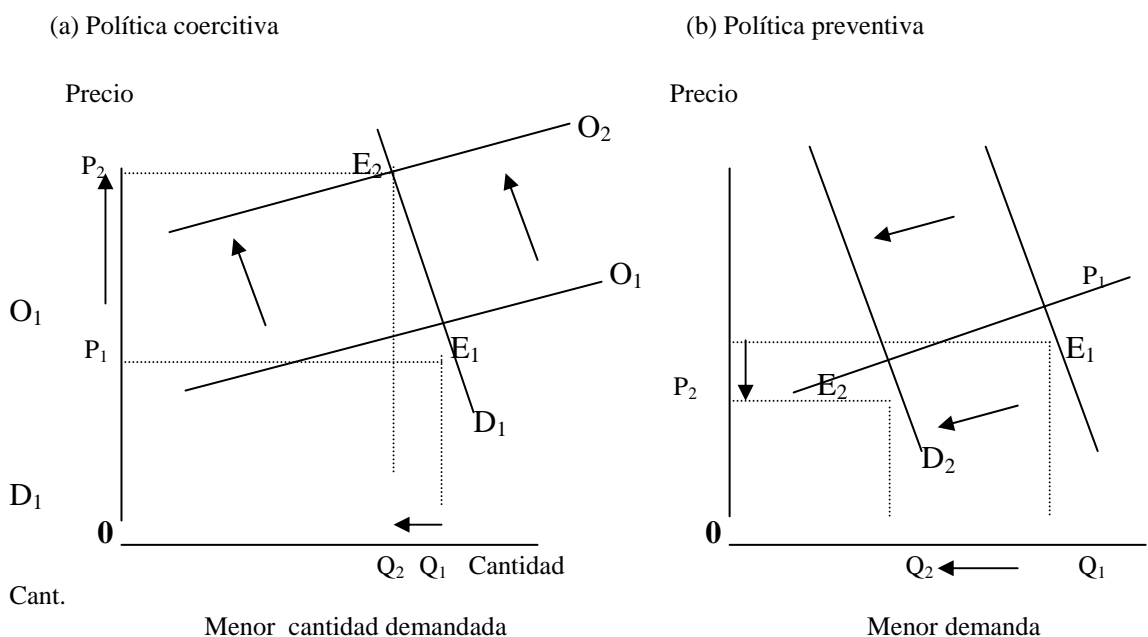 (a) Política coercitiva
(b) Política preventiva
Precio
Precio
O₂
P₂
E₂
O₁
P₁
O₁
P₁
E₁
E₁
P₂
E₂
D₁
D₂
D₁
0
0
Q₂ Q₁ Cantidad
Q₂ Q₁
Cant.
Menor cantidad demandada
Menor demanda